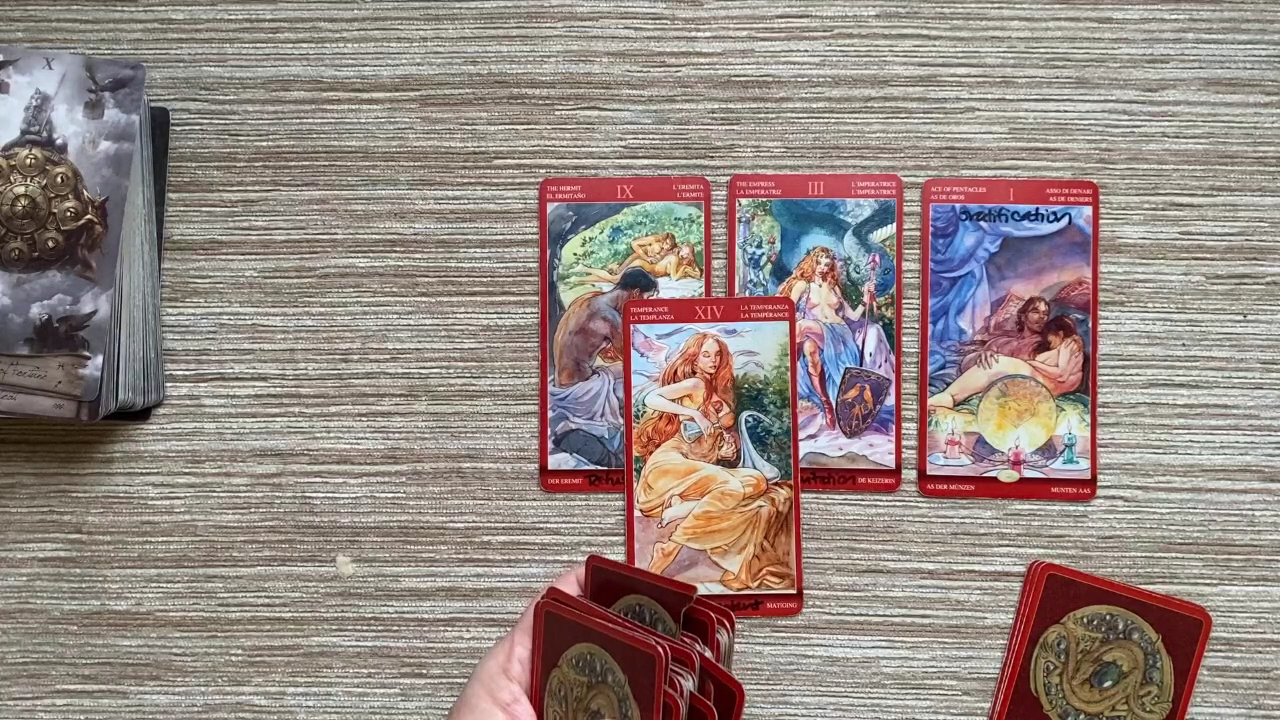 X
THE HERMIT IX L'EREMITA
EL ERMITAÑO L'ERMITE
DER EREMIT
THE EMPRESS III L'IMPERATRICE
LA EMPERATRIZ L'IMPÉRATRICE
DE KEIZERIN
ACE OF PENTACLES I ASSO DI DENARI
AS DE OROS AS DE DENIERS
Gratification
AS DER MÜNZEN MUNTEN AAS
TEMPERANCE XIV LA TEMPERANZA
LA TEMPLANZA LA TEMPÉRANCE
MATIGING